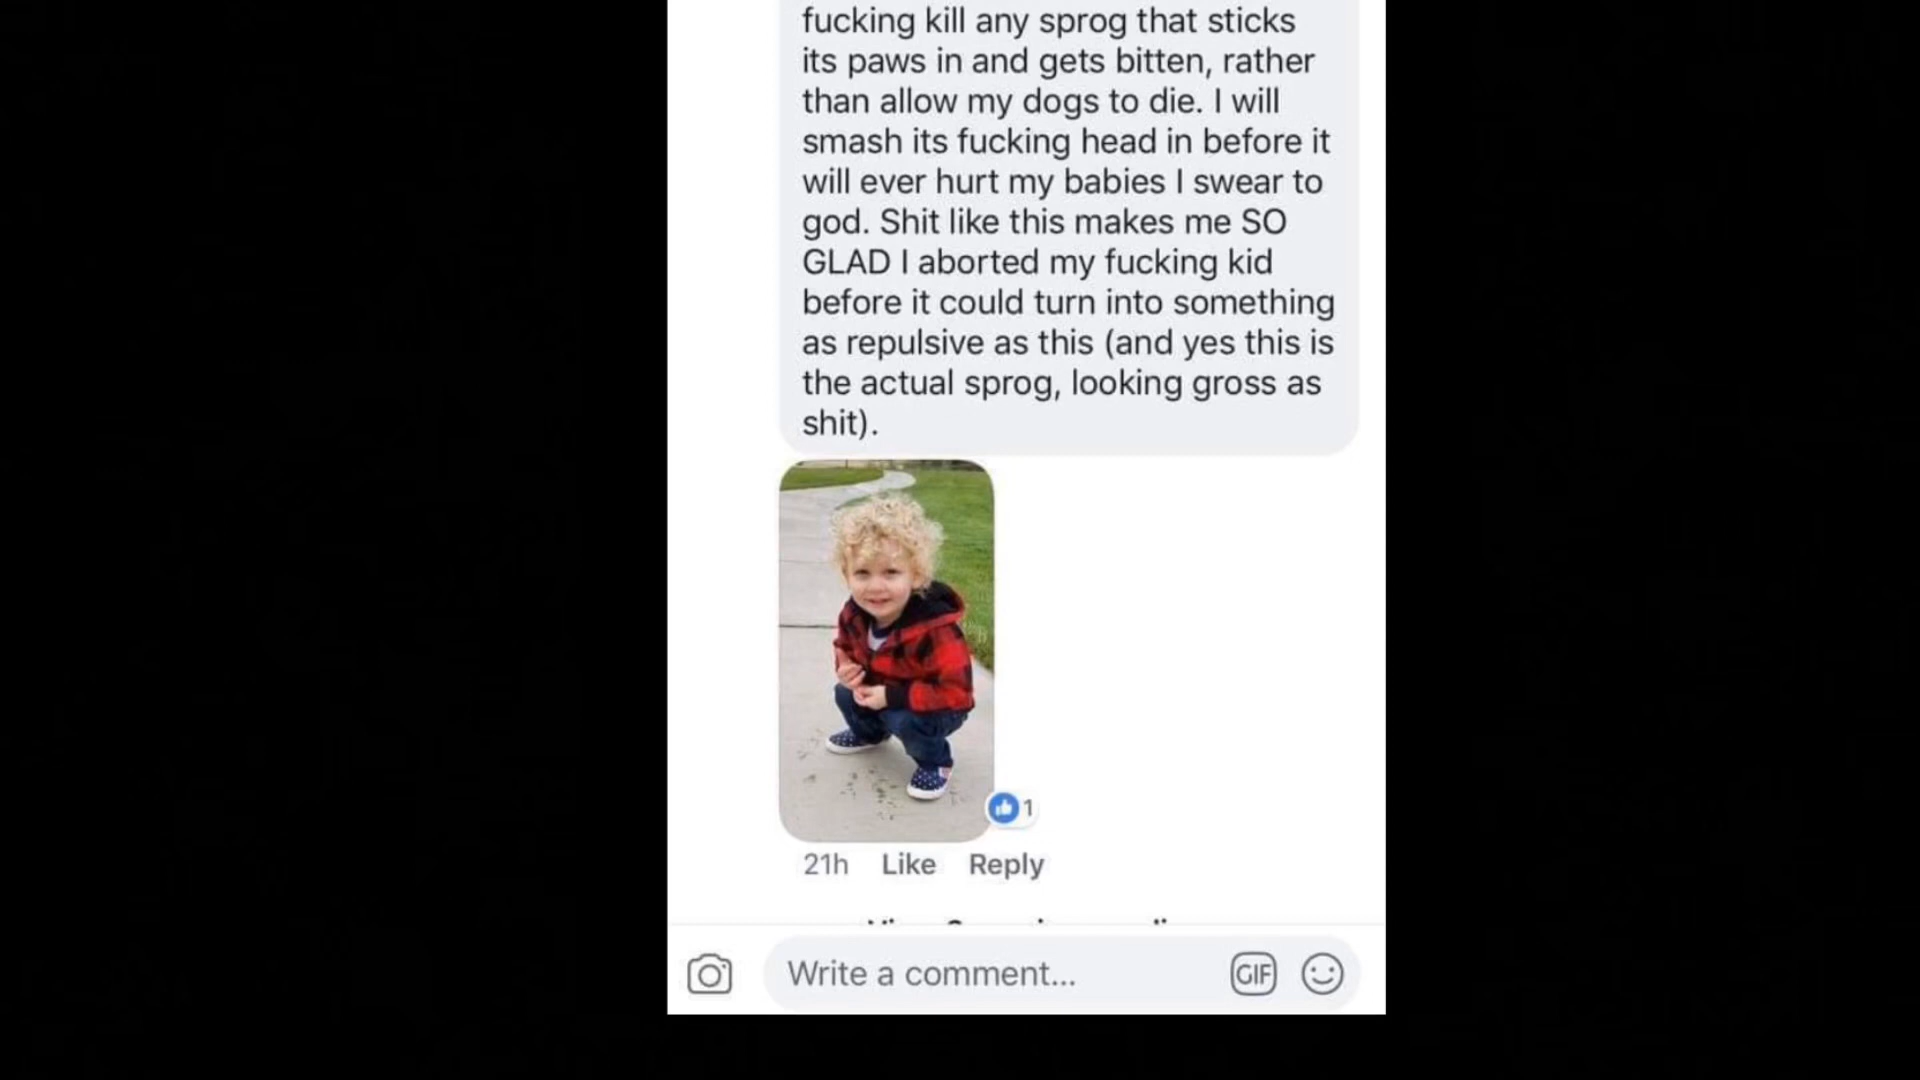 fucking kill any sprog that sticks
its paws in and gets bitten, rather
than allow my dogs to die. I will
smash its fucking head in before it
will ever hurt my babies I swear to
god. Shit like this makes me SO
GLAD I aborted my fucking kid
before it could turn into something
as repulsive as this (and yes this is
the actual sprog, looking gross as
shit).
1
21h Like Reply
Write a comment...
GIF